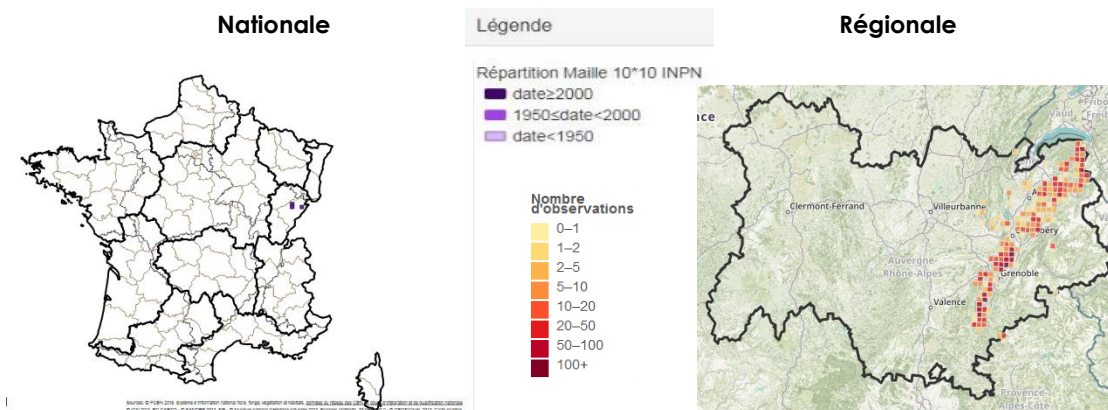 Nationale
Légende
Régionale
Répartition Maille 10*10 INPN
date≥2000
1950≤date<2000
date<1950
Nombre
d'observations
0–1
1–2
2–5
5–10
10–20
20–50
50–100
100+
ance
Vaud
Clermont-Ferrand
Villeurbanne
béry
Auvergne-
Rhône-Alpes
Grenoble
Valence
Provence-
Alpes-Côte